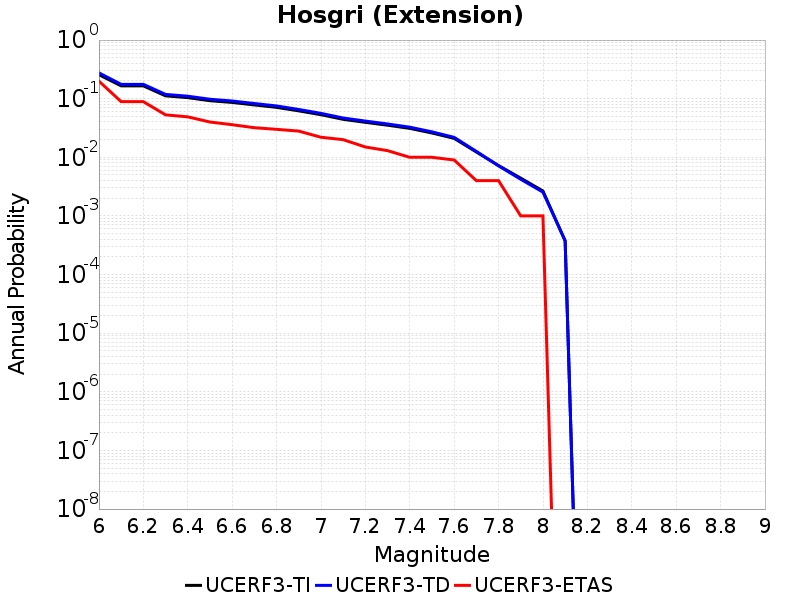 Hosgri (Extension)
10^0
10^-1
10^-2
10^-3
10^-4
10^-5
10^-6
10^-7
10^-8
Annual Probability
6 6.2 6.4 6.6 6.8 7 7.2 7.4 7.6 7.8 8 8.2 8.4 8.6 8.8 9
Magnitude
UCERF3-TI UCERF3-TD UCERF3-ETAS